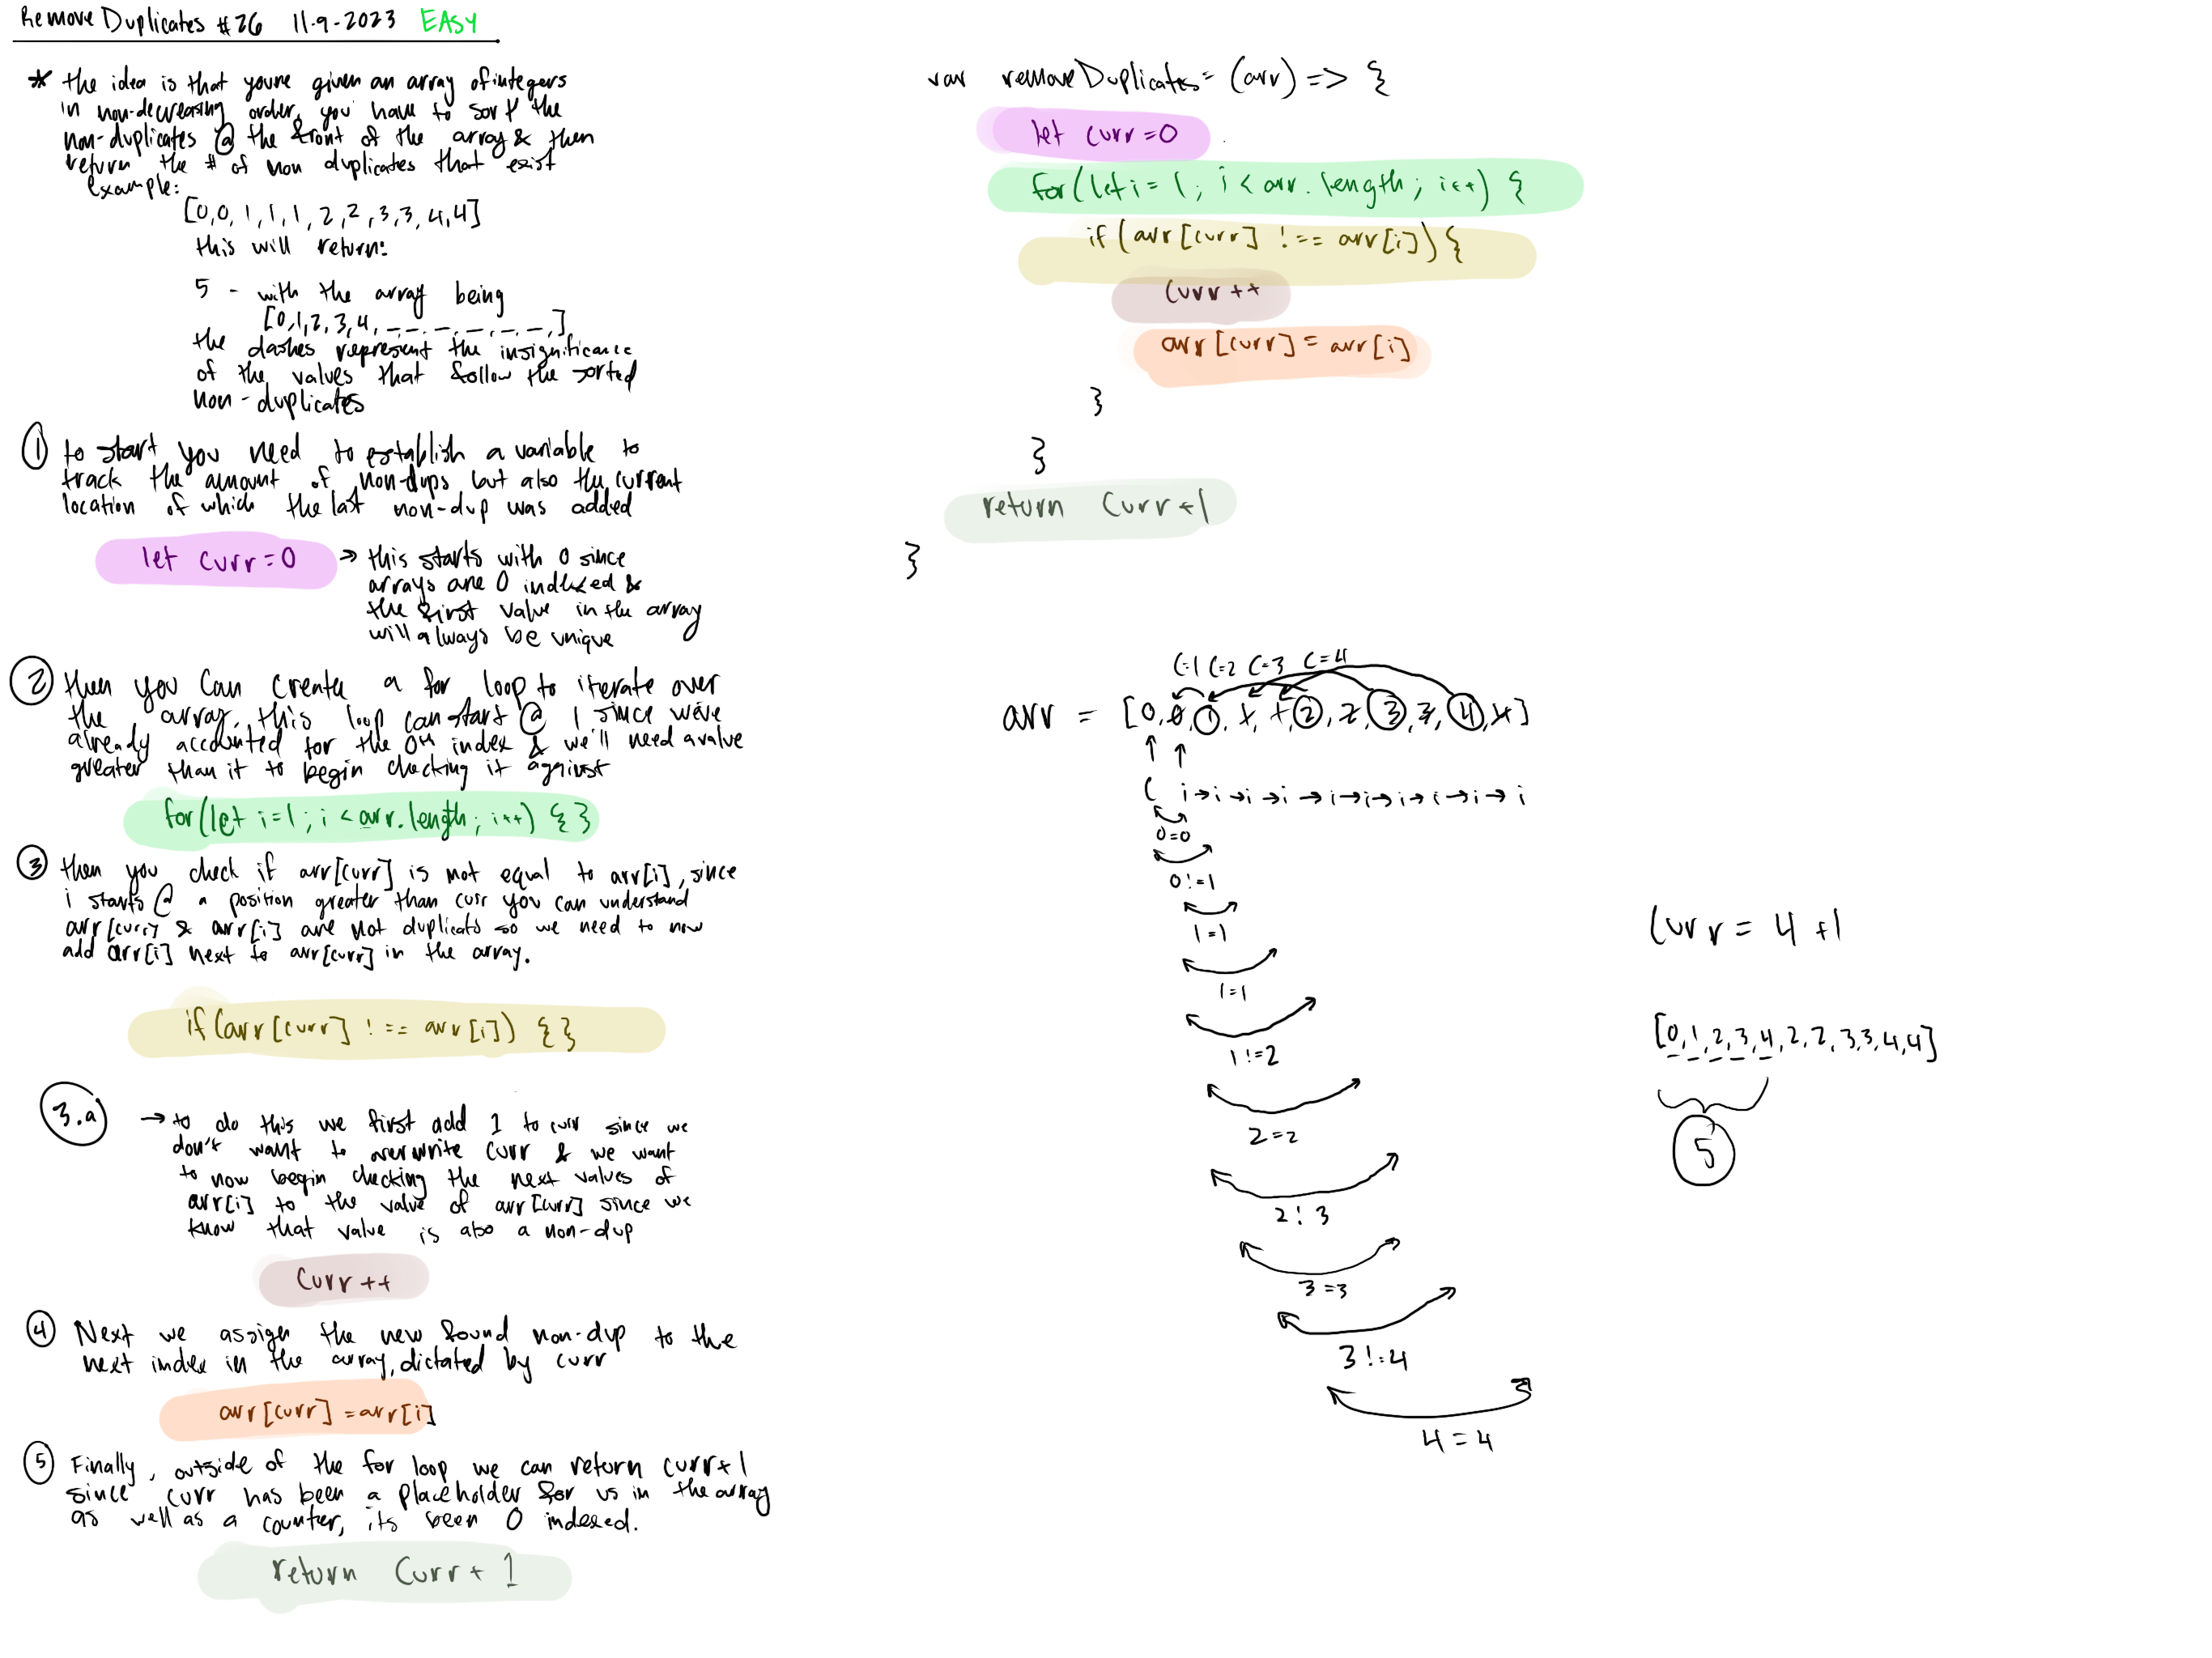 Remove Duplicates #26 11-9-2023 EASY
* the idea is that youre given an array of integers
in non-decreasing order, you have to sort the
non-duplicates @ the front of the array & then
return the # of non duplicates that exist
example:
[0,0,1,1,1,2,2,3,3,4,4]
this will return:
5 - with the array being
[0,1,2,3,4,_,_,_,_,_,_,]
the dashes represent the insignificance
of the values that follow the sorted
non-duplicates
① to start you need to establish a variable to
track the amount of non-dups but also the current
location of which the last non-dup was added
let curr=0 → this starts with 0 since
arrays are 0 indexed &
the first value in the array
will always be unique
② then you can create a for loop to iterate over
the array, this loop can start @ 1 since weve
already accounted for the 0th index & we'll need a value
greater than it to begin checking it against
for(let i=1; i<arr.length; i++) { }
③ then you check if arr[curr] is not equal to arr[i], since
i starts @ a position greater than curr you can understand
arr[curr] & arr[i] are not duplicats so we need to now
add arr[i] next to arr[curr] in the array.
if(arr[curr] !== arr[i]) { }
3.a → to do this we first add 1 to curr since we
don't want to overwrite curr & we want
to now begin checking the next values of
arr[i] to the value of arr[curr] since we
know that value is also a non-dup
curr++
④ Next we assign the new found non-dup to the
next index in the array, dictated by curr
arr[curr]=arr[i]
⑤ Finally, outside of the for loop we can return curr+1
since curr has been a placeholder for us in the array
as well as a counter, its been 0 indexed.
return curr+1
var removeDuplicates = (arr) => {
let curr=0
for(let i=1; i<arr.length; i++) {
if(arr[curr] !== arr[i]) {
curr++
arr[curr]=arr[i]
}
}
return curr+1
}
C=1 C=2 C=3 C=4
arr = [0,0,1,1,1,2,2,3,3,4,4]
C i→i→i→i→i→i→i→i→i→i
0=0
0!=1
1=1
1=1
1!=2
2=2
2!3
3=3
3!=4
4=4
Curr=4+1
[0,1,2,3,4,2,2,3,3,4,4]
5